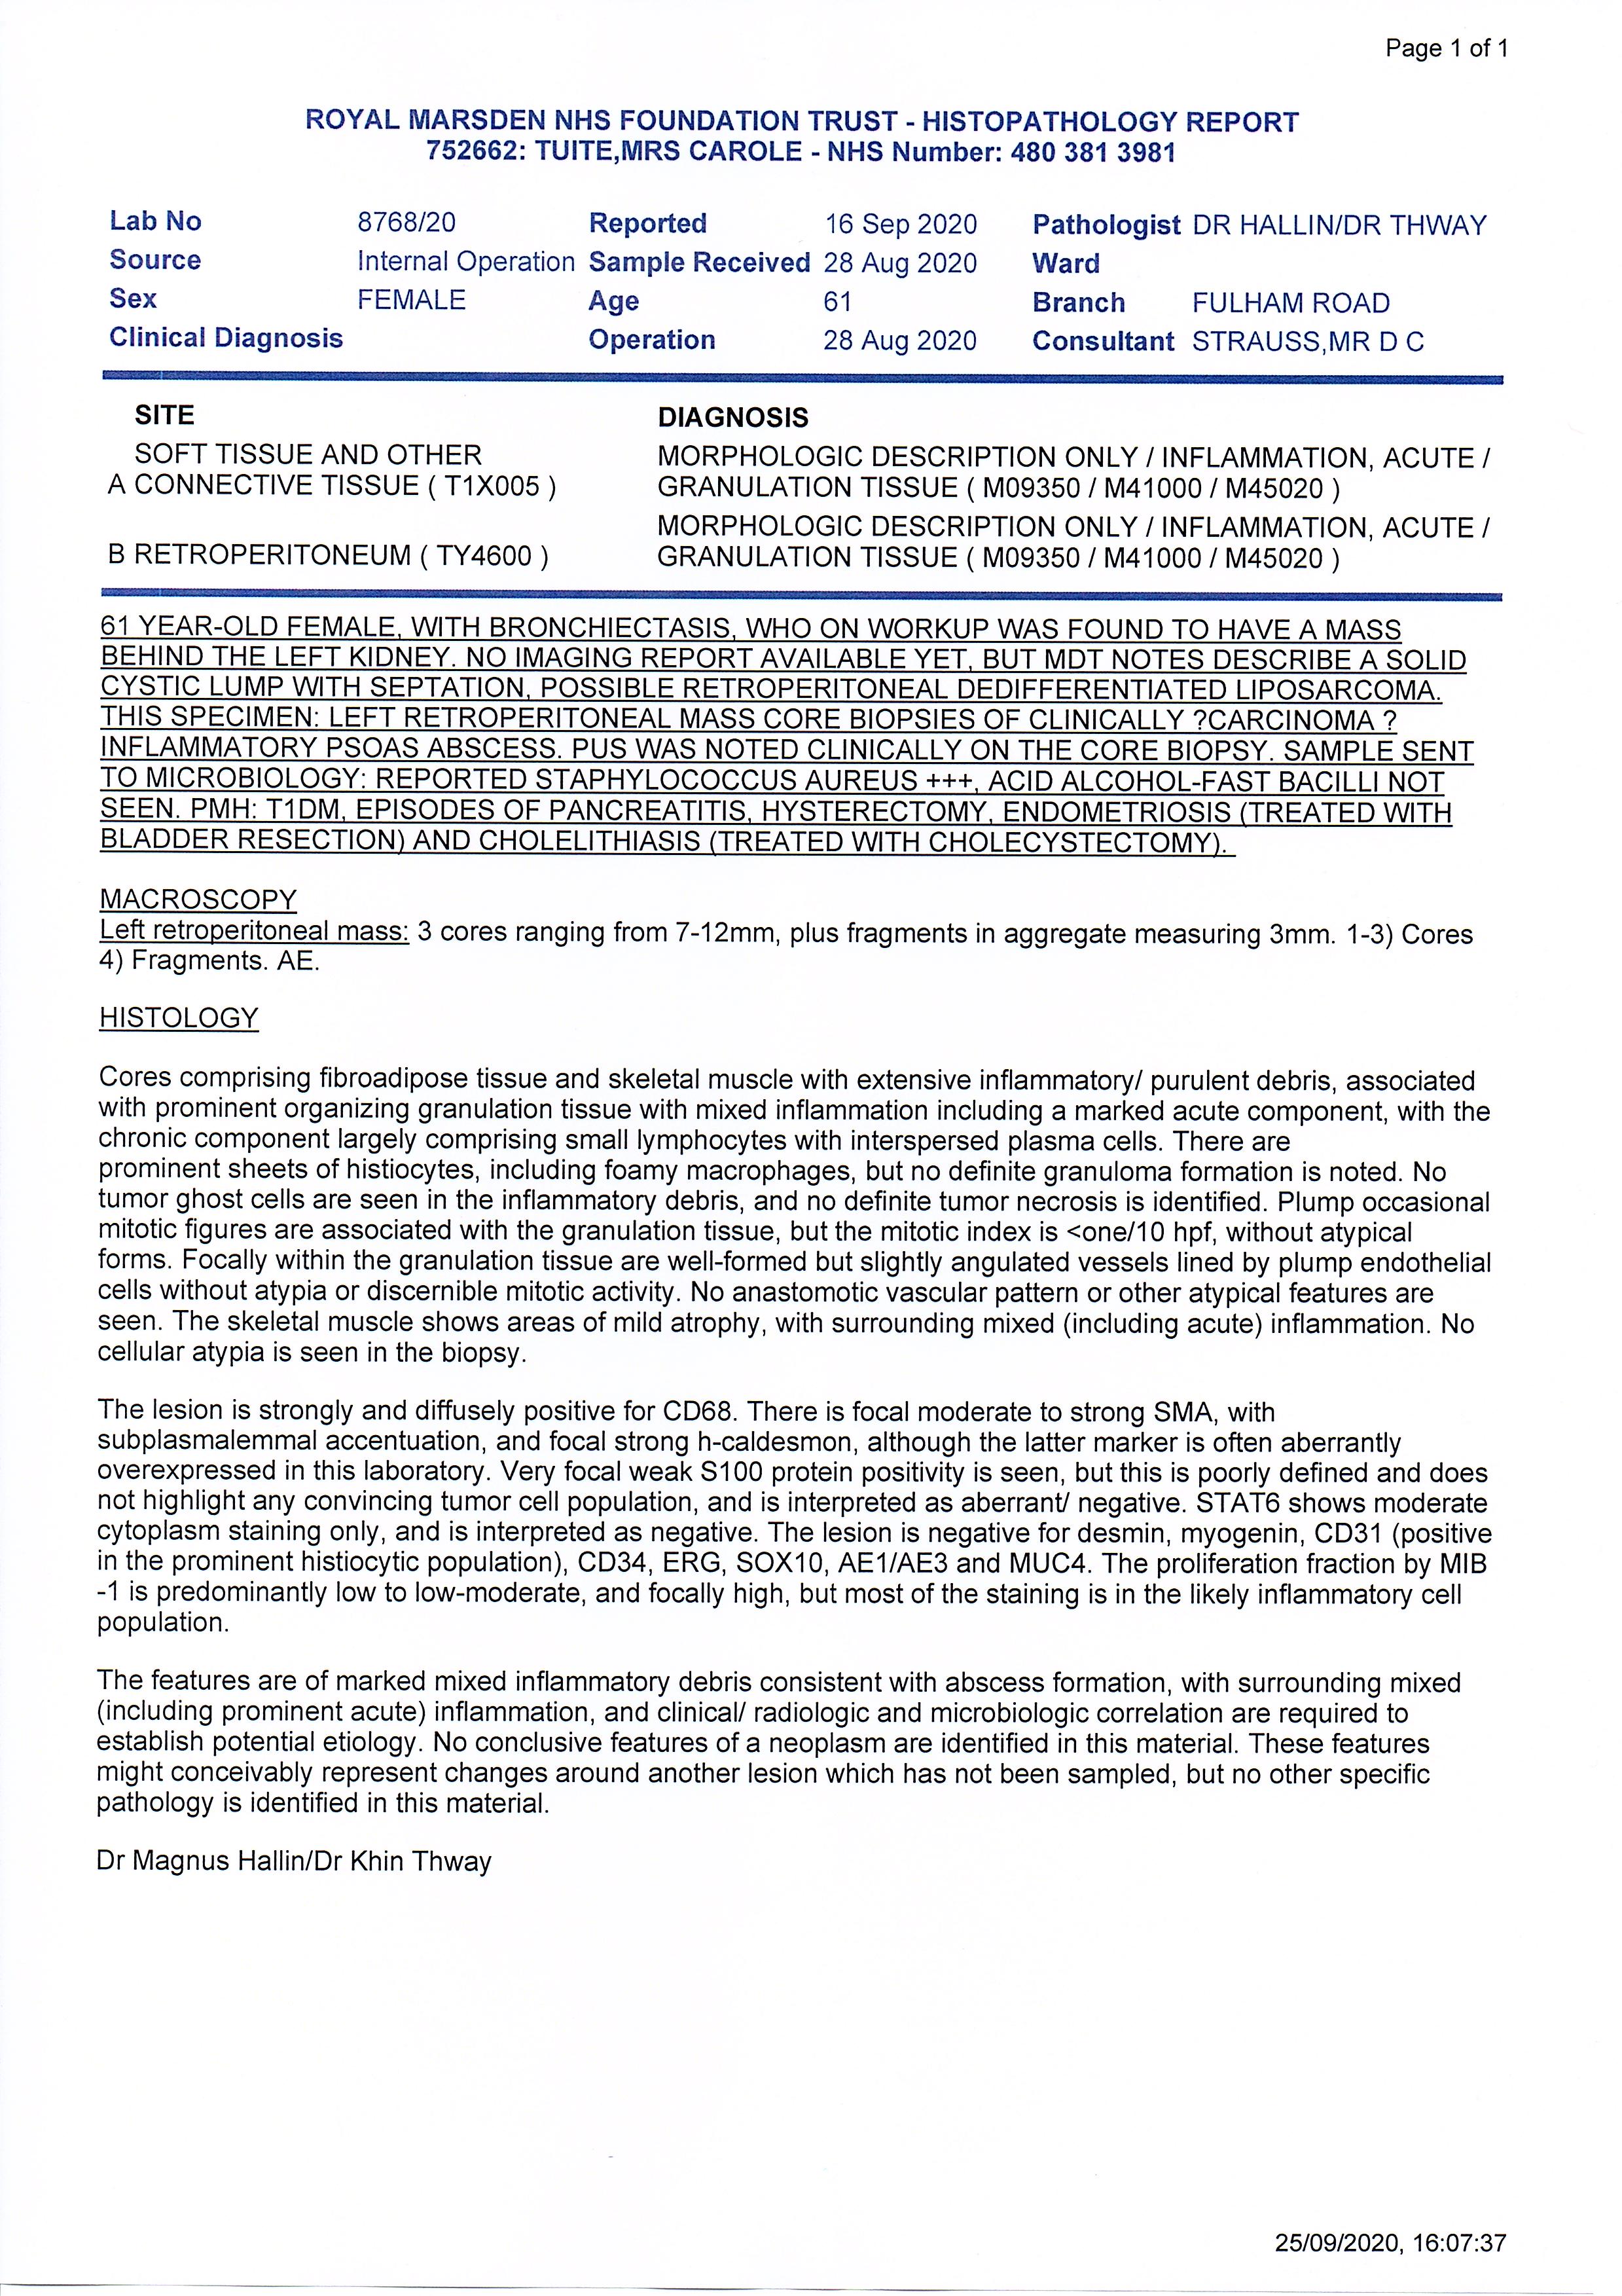 Page 1 of 1
ROYAL MARSDEN NHS FOUNDATION TRUST - HISTOPATHOLOGY REPORT
752662: TUITE,MRS CAROLE - NHS Number: 480 381 3981
Lab No 8768/20 Reported 16 Sep 2020 Pathologist DR HALLIN/DR THWAY
Source Internal Operation Sample Received 28 Aug 2020 Ward
Sex FEMALE Age 61 Branch FULHAM ROAD
Clinical Diagnosis Operation 28 Aug 2020 Consultant STRAUSS,MR D C
SITE DIAGNOSIS
SOFT TISSUE AND OTHER MORPHOLOGIC DESCRIPTION ONLY / INFLAMMATION, ACUTE /
A CONNECTIVE TISSUE ( T1X005 ) GRANULATION TISSUE ( M09350 / M41000 / M45020 )
MORPHOLOGIC DESCRIPTION ONLY / INFLAMMATION, ACUTE /
B RETROPERITONEUM ( TY4600 ) GRANULATION TISSUE ( M09350 / M41000 / M45020 )
61 YEAR-OLD FEMALE, WITH BRONCHIECTASIS, WHO ON WORKUP WAS FOUND TO HAVE A MASS
BEHIND THE LEFT KIDNEY. NO IMAGING REPORT AVAILABLE YET, BUT MDT NOTES DESCRIBE A SOLID
CYSTIC LUMP WITH SEPTATION, POSSIBLE RETROPERITONEAL DEDIFFERENTIATED LIPOSARCOMA.
THIS SPECIMEN: LEFT RETROPERITONEAL MASS CORE BIOPSIES OF CLINICALLY ?CARCINOMA ?
INFLAMMATORY PSOAS ABSCESS. PUS WAS NOTED CLINICALLY ON THE CORE BIOPSY. SAMPLE SENT
TO MICROBIOLOGY: REPORTED STAPHYLOCOCCUS AUREUS +++, ACID ALCOHOL-FAST BACILLI NOT
SEEN. PMH: T1DM, EPISODES OF PANCREATITIS, HYSTERECTOMY, ENDOMETRIOSIS (TREATED WITH
BLADDER RESECTION) AND CHOLELITHIASIS (TREATED WITH CHOLECYSTECTOMY).
MACROSCOPY
Left retroperitoneal mass: 3 cores ranging from 7-12mm, plus fragments in aggregate measuring 3mm. 1-3) Cores
4) Fragments. AE.
HISTOLOGY
Cores comprising fibroadipose tissue and skeletal muscle with extensive inflammatory/ purulent debris, associated
with prominent organizing granulation tissue with mixed inflammation including a marked acute component, with the
chronic component largely comprising small lymphocytes with interspersed plasma cells. There are
prominent sheets of histiocytes, including foamy macrophages, but no definite granuloma formation is noted. No
tumor ghost cells are seen in the inflammatory debris, and no definite tumor necrosis is identified. Plump occasional
mitotic figures are associated with the granulation tissue, but the mitotic index is <one/10 hpf, without atypical
forms. Focally within the granulation tissue are well-formed but slightly angulated vessels lined by plump endothelial
cells without atypia or discernible mitotic activity. No anastomotic vascular pattern or other atypical features are
seen. The skeletal muscle shows areas of mild atrophy, with surrounding mixed (including acute) inflammation. No
cellular atypia is seen in the biopsy.
The lesion is strongly and diffusely positive for CD68. There is focal moderate to strong SMA, with
subplasmalemmal accentuation, and focal strong h-caldesmon, although the latter marker is often aberrantly
overexpressed in this laboratory. Very focal weak S100 protein positivity is seen, but this is poorly defined and does
not highlight any convincing tumor cell population, and is interpreted as aberrant/ negative. STAT6 shows moderate
cytoplasm staining only, and is interpreted as negative. The lesion is negative for desmin, myogenin, CD31 (positive
in the prominent histiocytic population), CD34, ERG, SOX10, AE1/AE3 and MUC4. The proliferation fraction by MIB
-1 is predominantly low to low-moderate, and focally high, but most of the staining is in the likely inflammatory cell
population.
The features are of marked mixed inflammatory debris consistent with abscess formation, with surrounding mixed
(including prominent acute) inflammation, and clinical/ radiologic and microbiologic correlation are required to
establish potential etiology. No conclusive features of a neoplasm are identified in this material. These features
might conceivably represent changes around another lesion which has not been sampled, but no other specific
pathology is identified in this material.
Dr Magnus Hallin/Dr Khin Thway
25/09/2020, 16:07:37